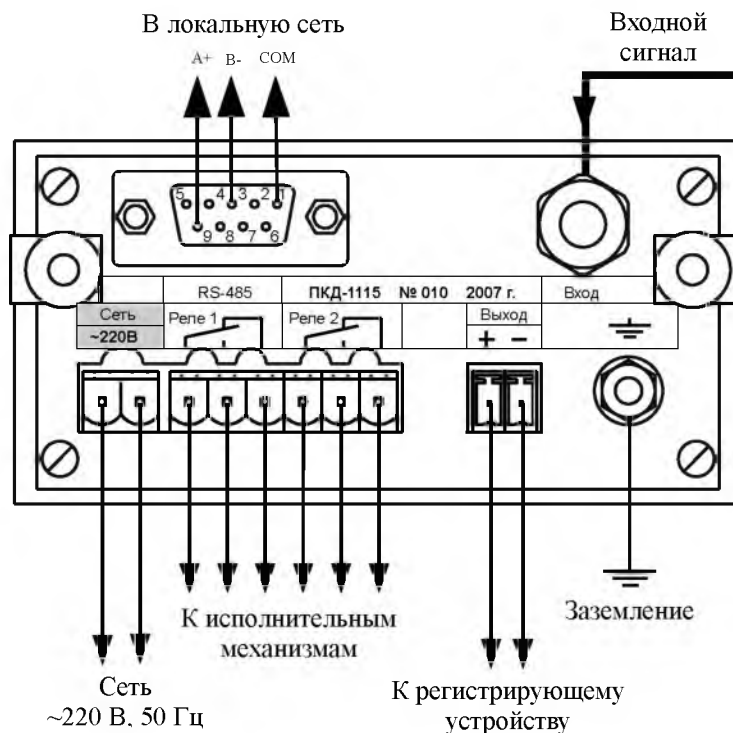 В локальную сеть
Входной
сигнал
A+ B- COM
5 4 3 2 1
9 8 7 6
RS-485 ПКД-1115 № 010 2007 г. Вход
Сеть Реле 1 Реле 2 Выход
~220В + −
К исполнительным
механизмам
Заземление
Сеть
~220 В, 50 Гц
К регистрирующему
устройству